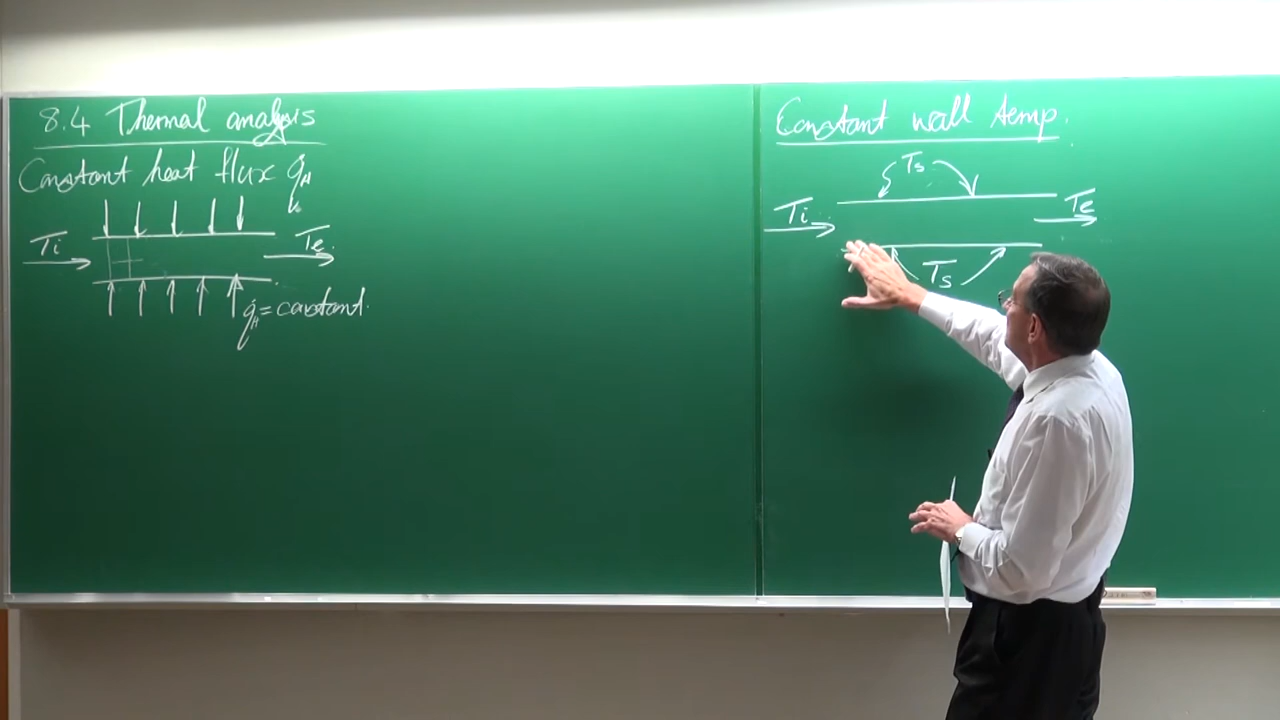 8.4 Thermal analysis
Constant heat flux
Ti
Te
= constant.
Constant wall temp.
Ts
Ti
Te
Ts